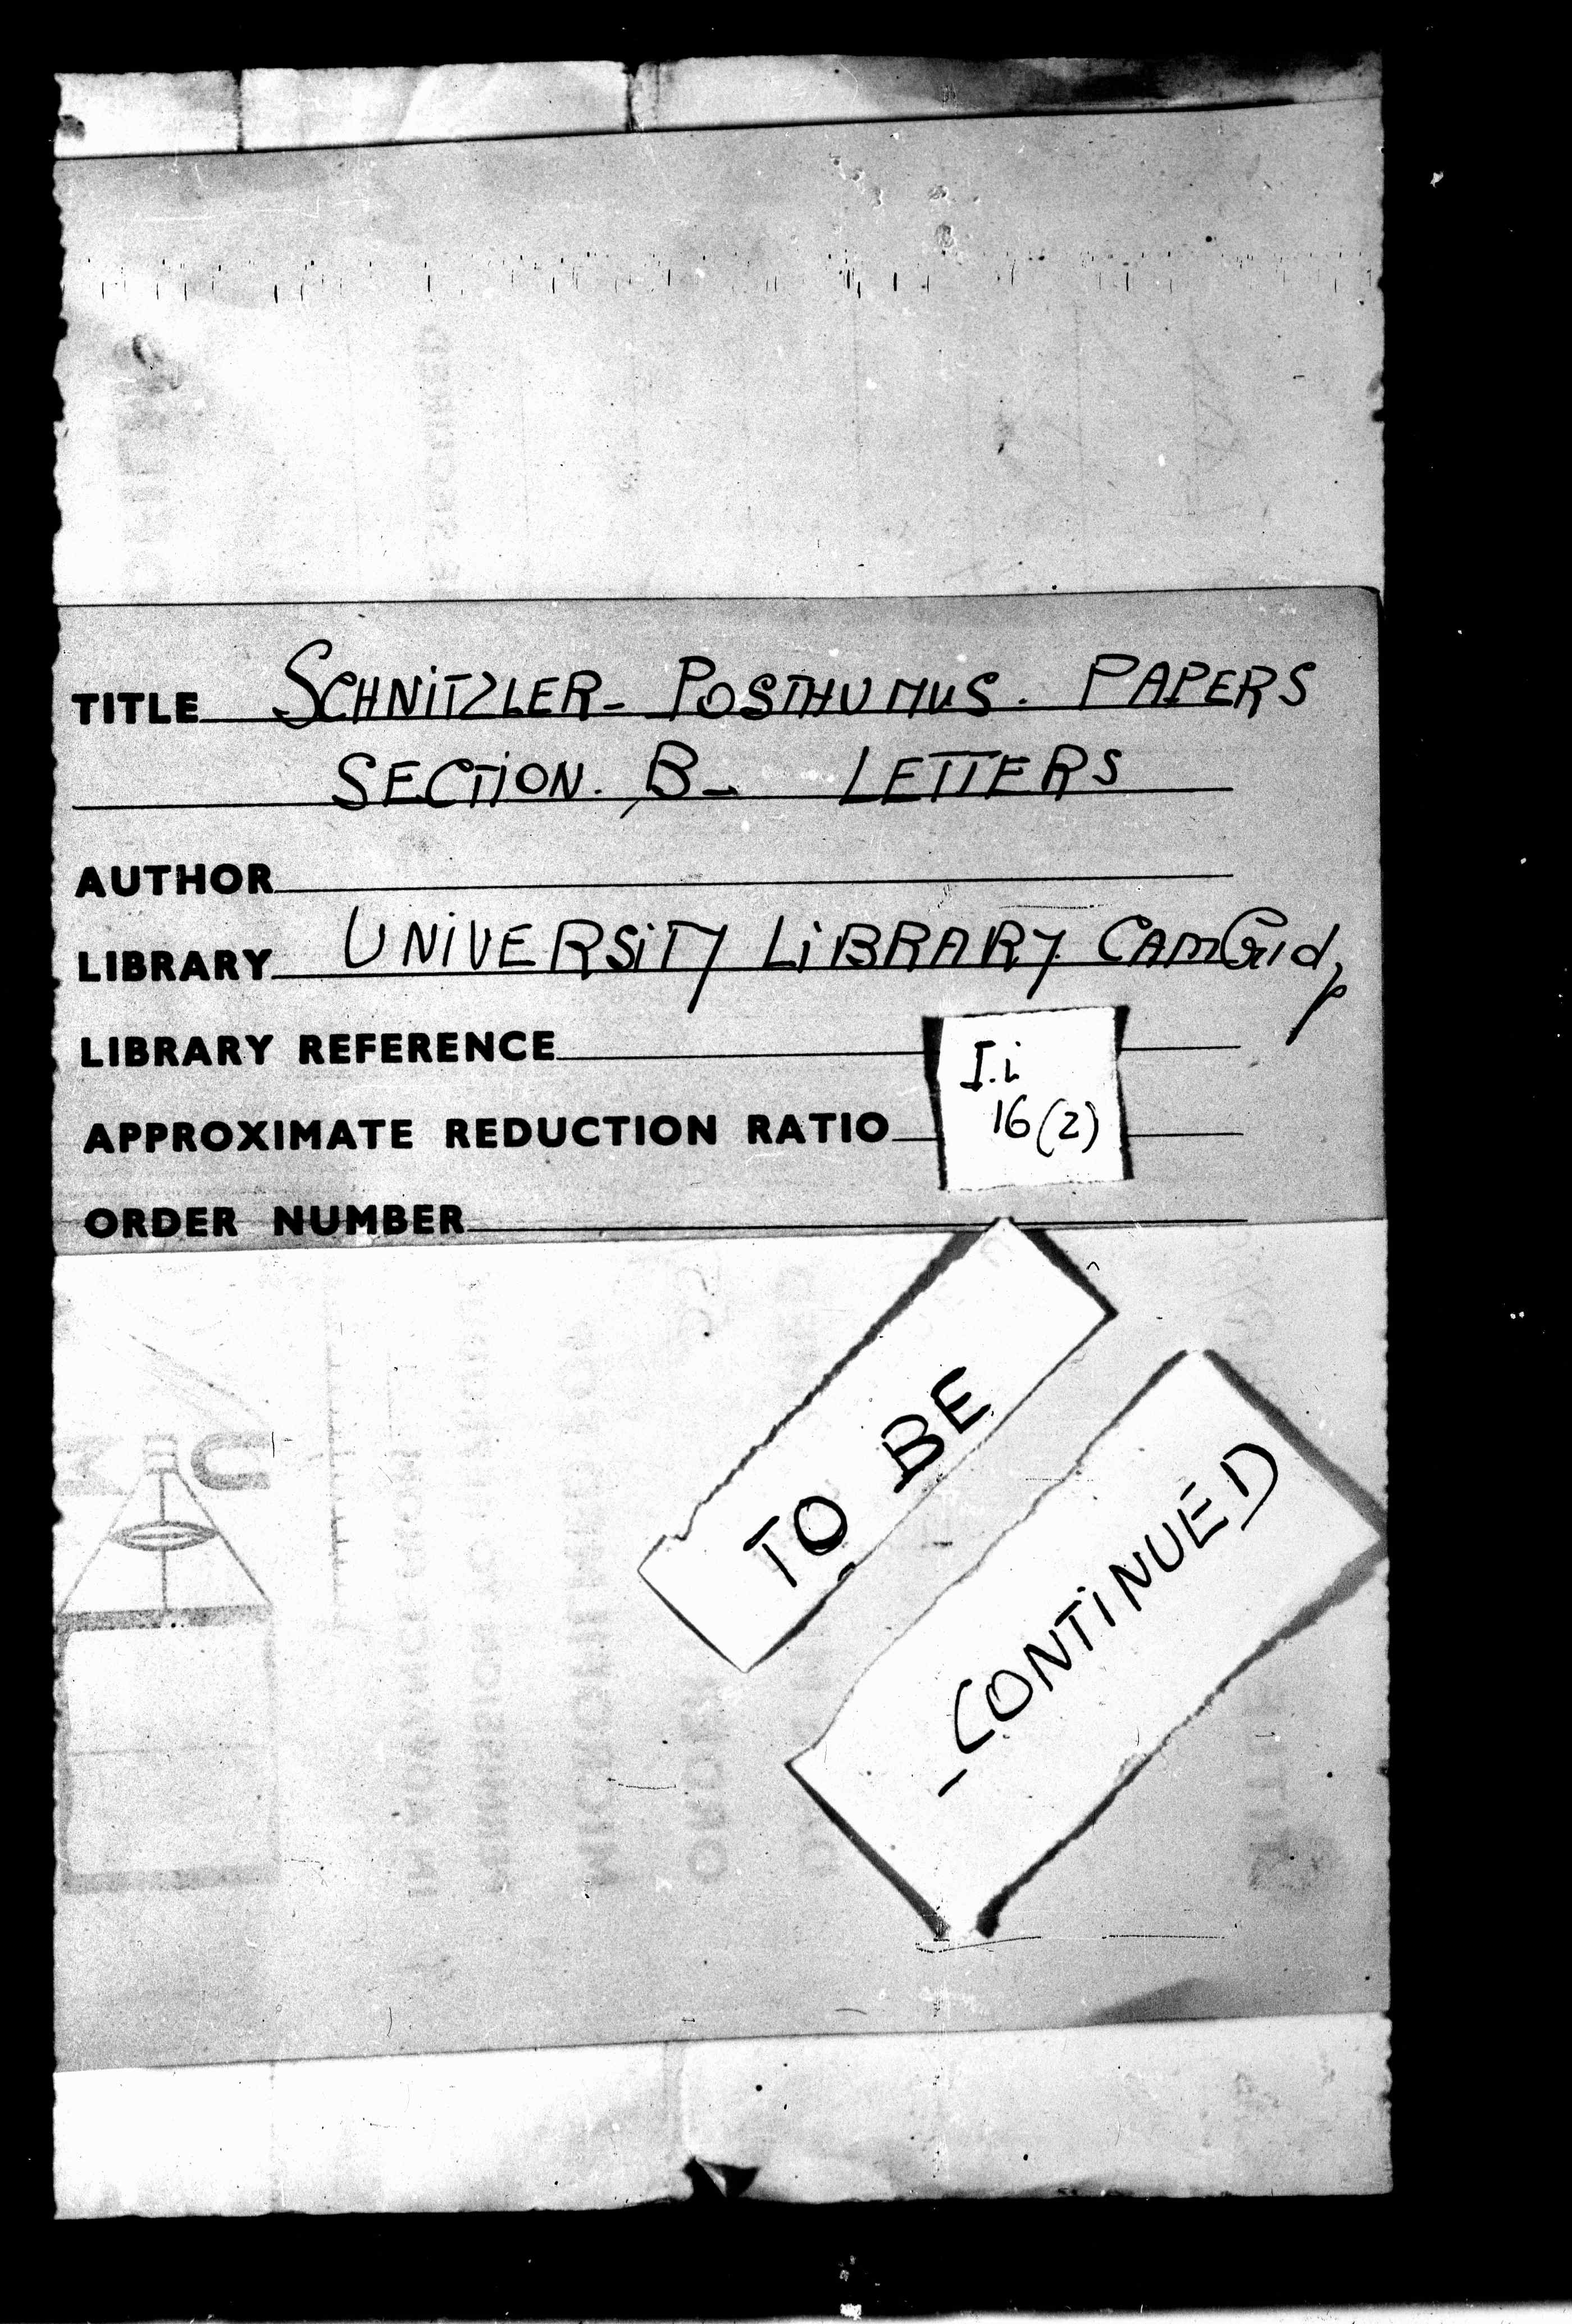 TITLE SCHNITZLER- POSTHUMUS. PAPERS
SECTION. B- LETTERS
AUTHOR
LIBRARY UNIVERSITY LIBRARY
LIBRARY REFERENCE
I.i
APPROXIMATE REDUCTION RATIO 16(2)
ORDER NUMBER
TO BE
CONTINUED